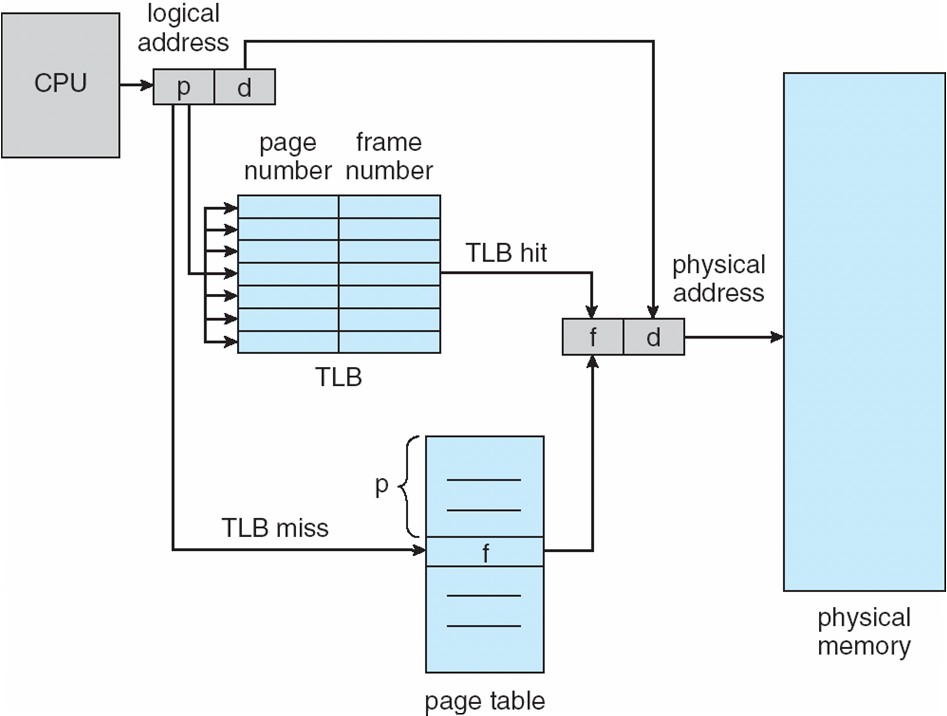 logical
address
CPU
p
d
page
number
frame
number
TLB hit
physical
address
f
d
TLB
p
TLB miss
f
physical
memory
page table